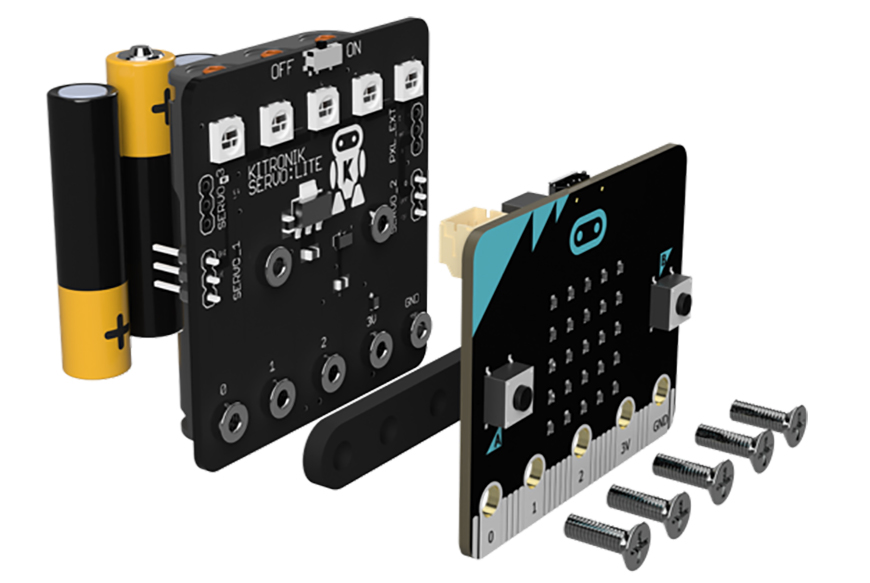 OFF ON
KITRONIK
SERVO:LITE
SERVO_3
PXL_EXT
SERVO_2
SERVO_1
GND
3V
2
1
0
+
+
K
B
A
GND
3V
2
1
0